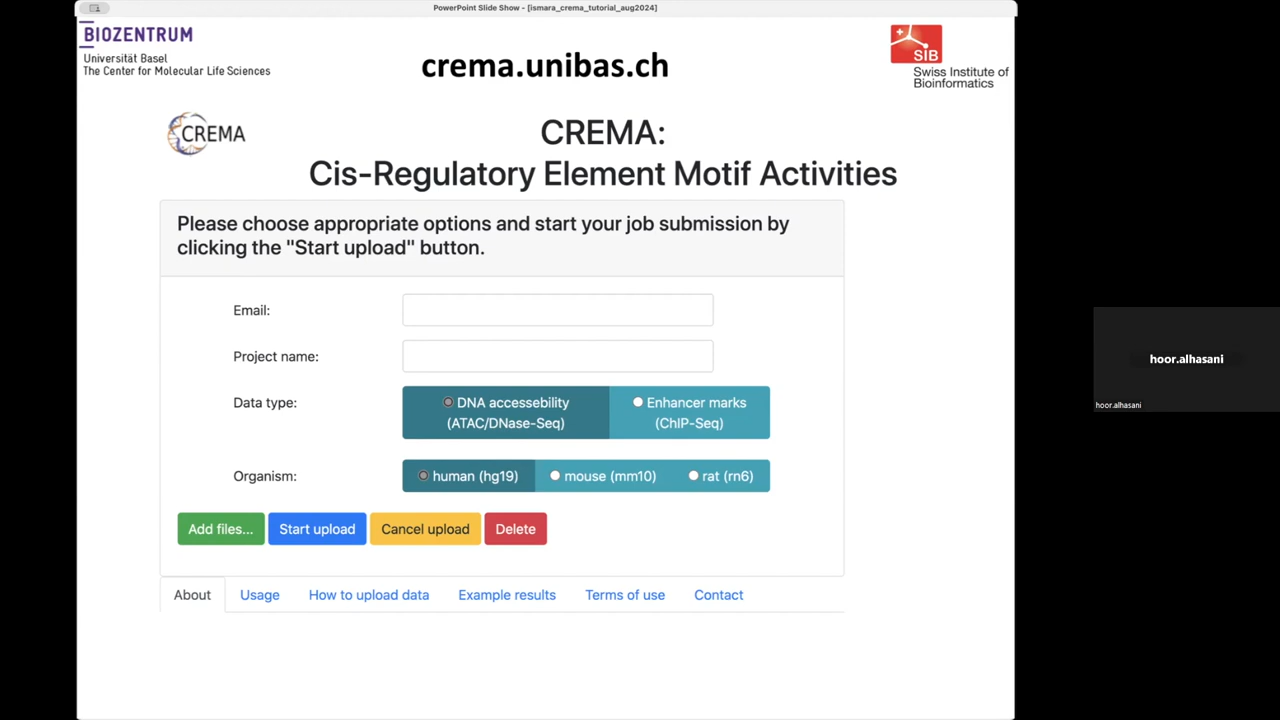 PowerPoint Slide Show - [ismara_crema_tutorial_aug2024]
BIOZENTRUM
Universität Basel
The Center for Molecular Life Sciences
crema.unibas.ch
SIB
Swiss Institute of
Bioinformatics
CREMA
CREMA:
Cis-Regulatory Element Motif Activities
Please choose appropriate options and start your job submission by
clicking the "Start upload" button.
Email:
Project name:
Data type:
DNA accessebility
(ATAC/DNase-Seq)
Enhancer marks
(ChIP-Seq)
Organism:
human (hg19)
mouse (mm10)
rat (rn6)
Add files...
Start upload
Cancel upload
Delete
About
Usage
How to upload data
Example results
Terms of use
Contact
hoor.alhasani
hoor.alhasani